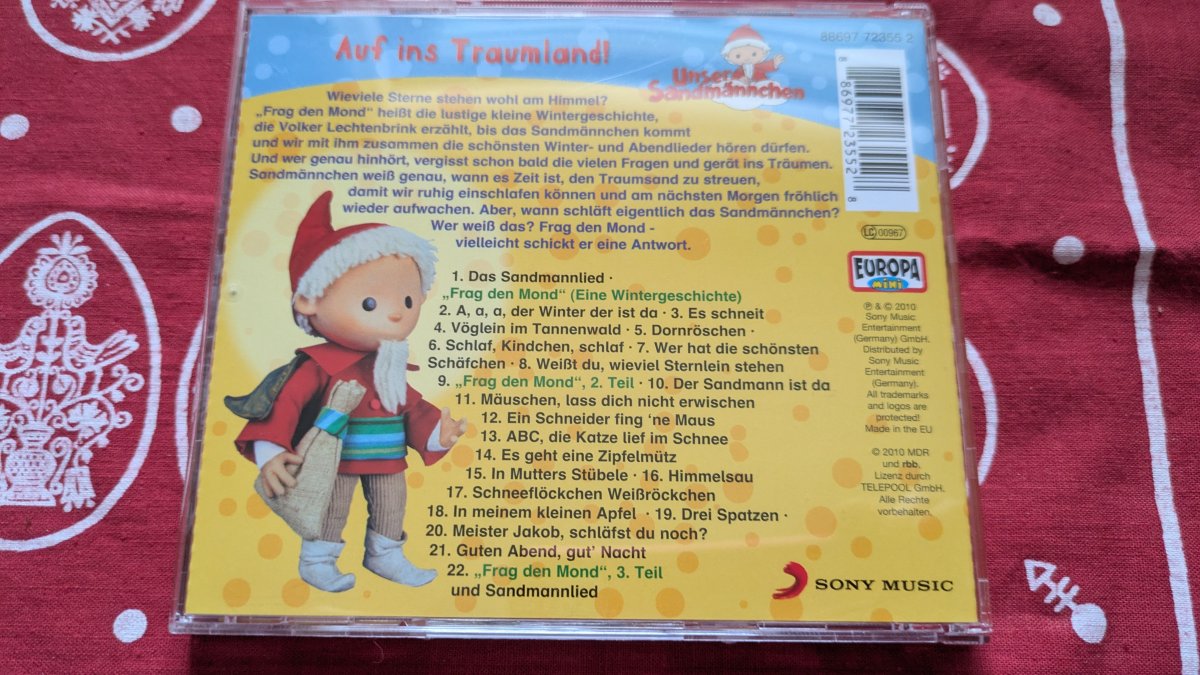 Auf ins Traumland!
Unser
Sandmännchen
88697 72355 2
8 86977 23552 8
Wieviele Sterne stehen wohl am Himmel?
„Frag den Mond“ heißt die lustige kleine Wintergeschichte,
die Volker Lechtenbrink erzählt, bis das Sandmännchen kommt
und wir mit ihm zusammen die schönsten Winter- und Abendlieder hören dürfen.
Und wer genau hinhört, vergisst schon bald die vielen Fragen und gerät ins Träumen.
Sandmännchen weiß genau, wann es Zeit ist, den Traumsand zu streuen,
damit wir ruhig einschlafen können und am nächsten Morgen fröhlich
wieder aufwachen. Aber, wann schläft eigentlich das Sandmännchen?
Wer weiß das? Frag den Mond -
vielleicht schickt er eine Antwort.
1. Das Sandmannlied ·
„Frag den Mond“ (Eine Wintergeschichte)
2. A, a, a, der Winter der ist da · 3. Es schneit
4. Vöglein im Tannenwald · 5. Dornröschen ·
6. Schlaf, Kindchen, schlaf · 7. Wer hat die schönsten
Schäfchen · 8. Weißt du, wieviel Sternlein stehen
9. „Frag den Mond“, 2. Teil · 10. Der Sandmann ist da
11. Mäuschen, lass dich nicht erwischen
12. Ein Schneider fing ‘ne Maus
13. ABC, die Katze lief im Schnee
14. Es geht eine Zipfelmütz
15. In Mutters Stübele · 16. Himmelsau
17. Schneeflöckchen Weißröckchen
18. In meinem kleinen Apfel · 19. Drei Spatzen ·
20. Meister Jakob, schläfst du noch?
21. Guten Abend, gut’ Nacht
22. „Frag den Mond“, 3. Teil
und Sandmannlied
LC 00967
EUROPA
MINI
℗ & © 2010
Sony Music
Entertainment
(Germany) GmbH.
Distributed by
Sony Music
Entertainment
(Germany).
All trademarks
and logos are
protected!
Made in the EU
© 2010 MDR
und rbb.
Lizenz durch
TELEPOOL GmbH.
Alle Rechte
vorbehalten.
SONY MUSIC